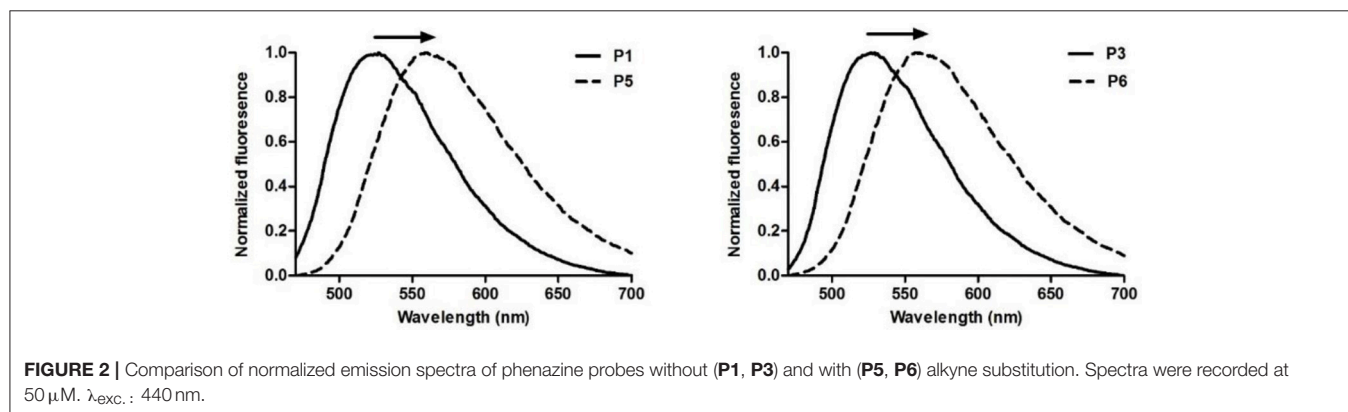 P1
P5
1.0
0.8
0.6
0.4
0.2
0.0
Normalized fluoresence
500
550
600
650
700
Wavelength (nm)
P3
P6
1.0
0.8
0.6
0.4
0.2
0.0
Normalized fluoresence
500
550
600
650
700
Wavelength (nm)
FIGURE 2 | Comparison of normalized emission spectra of phenazine probes without (P1, P3) and with (P5, P6) alkyne substitution. Spectra were recorded at
50 μM. λexc. : 440 nm.